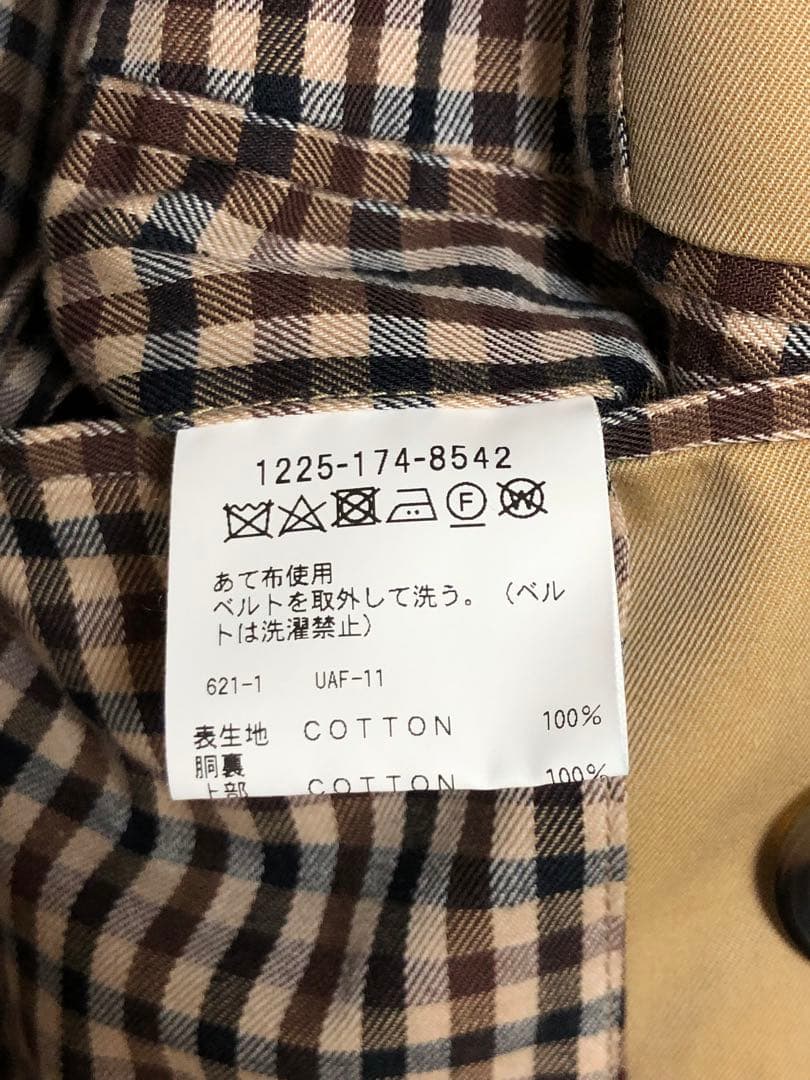 1225-174-8542
F W
あて布使用
ベルトを取外して洗う。（ベル
トは洗濯禁止）
621-1 UAF-11
表生地 COTTON 100%
胴裏
上部 COTTON 100%